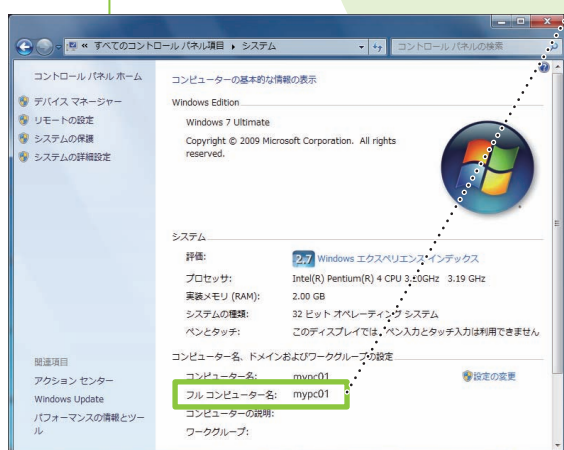 « すべてのコントロール パネル項目 ▸ システム
コントロール パネルの検索
コントロール パネル ホーム
デバイス マネージャー
リモートの設定
システムの保護
システムの詳細設定
コンピューターの基本的な情報の表示
Windows Edition
Windows 7 Ultimate
Copyright © 2009 Microsoft Corporation. All rights
reserved.
システム
評価: 2.7 Windows エクスペリエンス インデックス
プロセッサ: Intel(R) Pentium(R) 4 CPU 3.20GHz 3.19 GHz
実装メモリ (RAM): 2.00 GB
システムの種類: 32 ビット オペレーティング システム
ペンとタッチ: このディスプレイでは、ペン入力とタッチ入力は利用できません
コンピューター名、ドメインおよびワークグループの設定
コンピューター名: mypc01 設定の変更
フル コンピューター名: mypc01
コンピューターの説明:
ワークグループ:
関連項目
アクション センター
Windows Update
パフォーマンスの情報とツー
ル